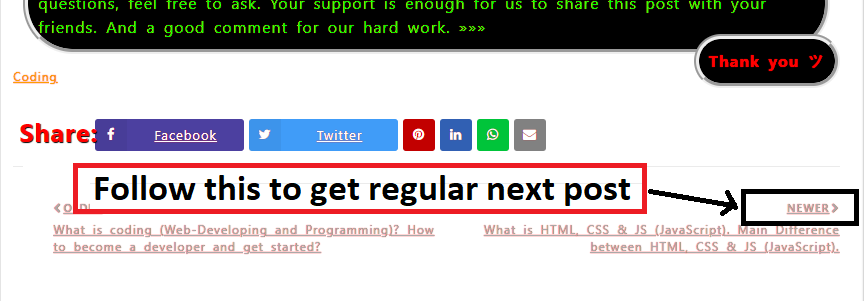 questions, feel free to ask. Your support is enough for us to share this post with your
friends. And a good comment for our hard work. »»»
Thank you ツ
Coding
Share:
Facebook
Twitter
Follow this to get regular next post
NEWER
What is coding (Web-Developing and Programming)? How
to become a developer and get started?
What is HTML, CSS & JS (JavaScript). Main Difference
between HTML, CSS & JS (JavaScript).